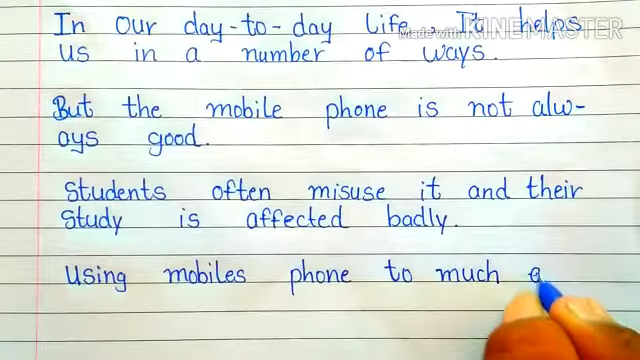 In our day-to-day life. It helps
Made with KINEMASTER
us in a number of ways.
But the mobile phone is not alw-
ays good.
Students often misuse it and their
study is affected badly.
Using mobiles phone to much